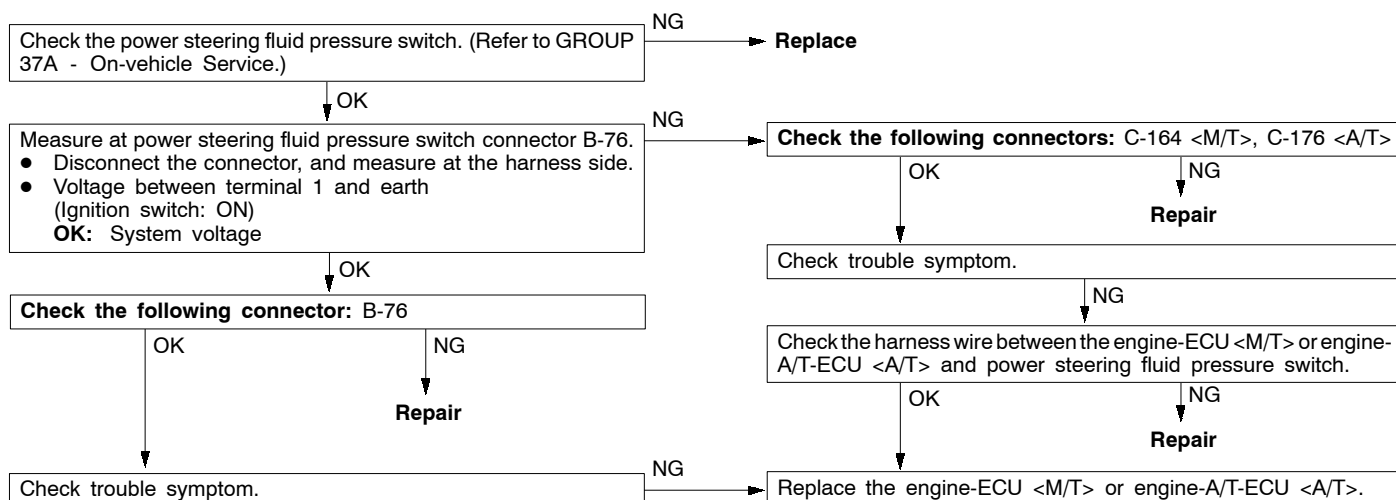 Check the power steering fluid pressure switch. (Refer to GROUP
37A - On-vehicle Service.)
NG
Replace
OK
Measure at power steering fluid pressure switch connector B-76.
● Disconnect the connector, and measure at the harness side.
● Voltage between terminal 1 and earth
(Ignition switch: ON)
OK: System voltage
NG
Check the following connectors: C-164 <M/T>, C-176 <A/T>
OK
NG
Repair
Check trouble symptom.
OK
Check the following connector: B-76
NG
OK
NG
Repair
Check the harness wire between the engine-ECU <M/T> or engine-
A/T-ECU <A/T> and power steering fluid pressure switch.
OK
NG
Repair
Check trouble symptom.
NG
Replace the engine-ECU <M/T> or engine-A/T-ECU <A/T>.